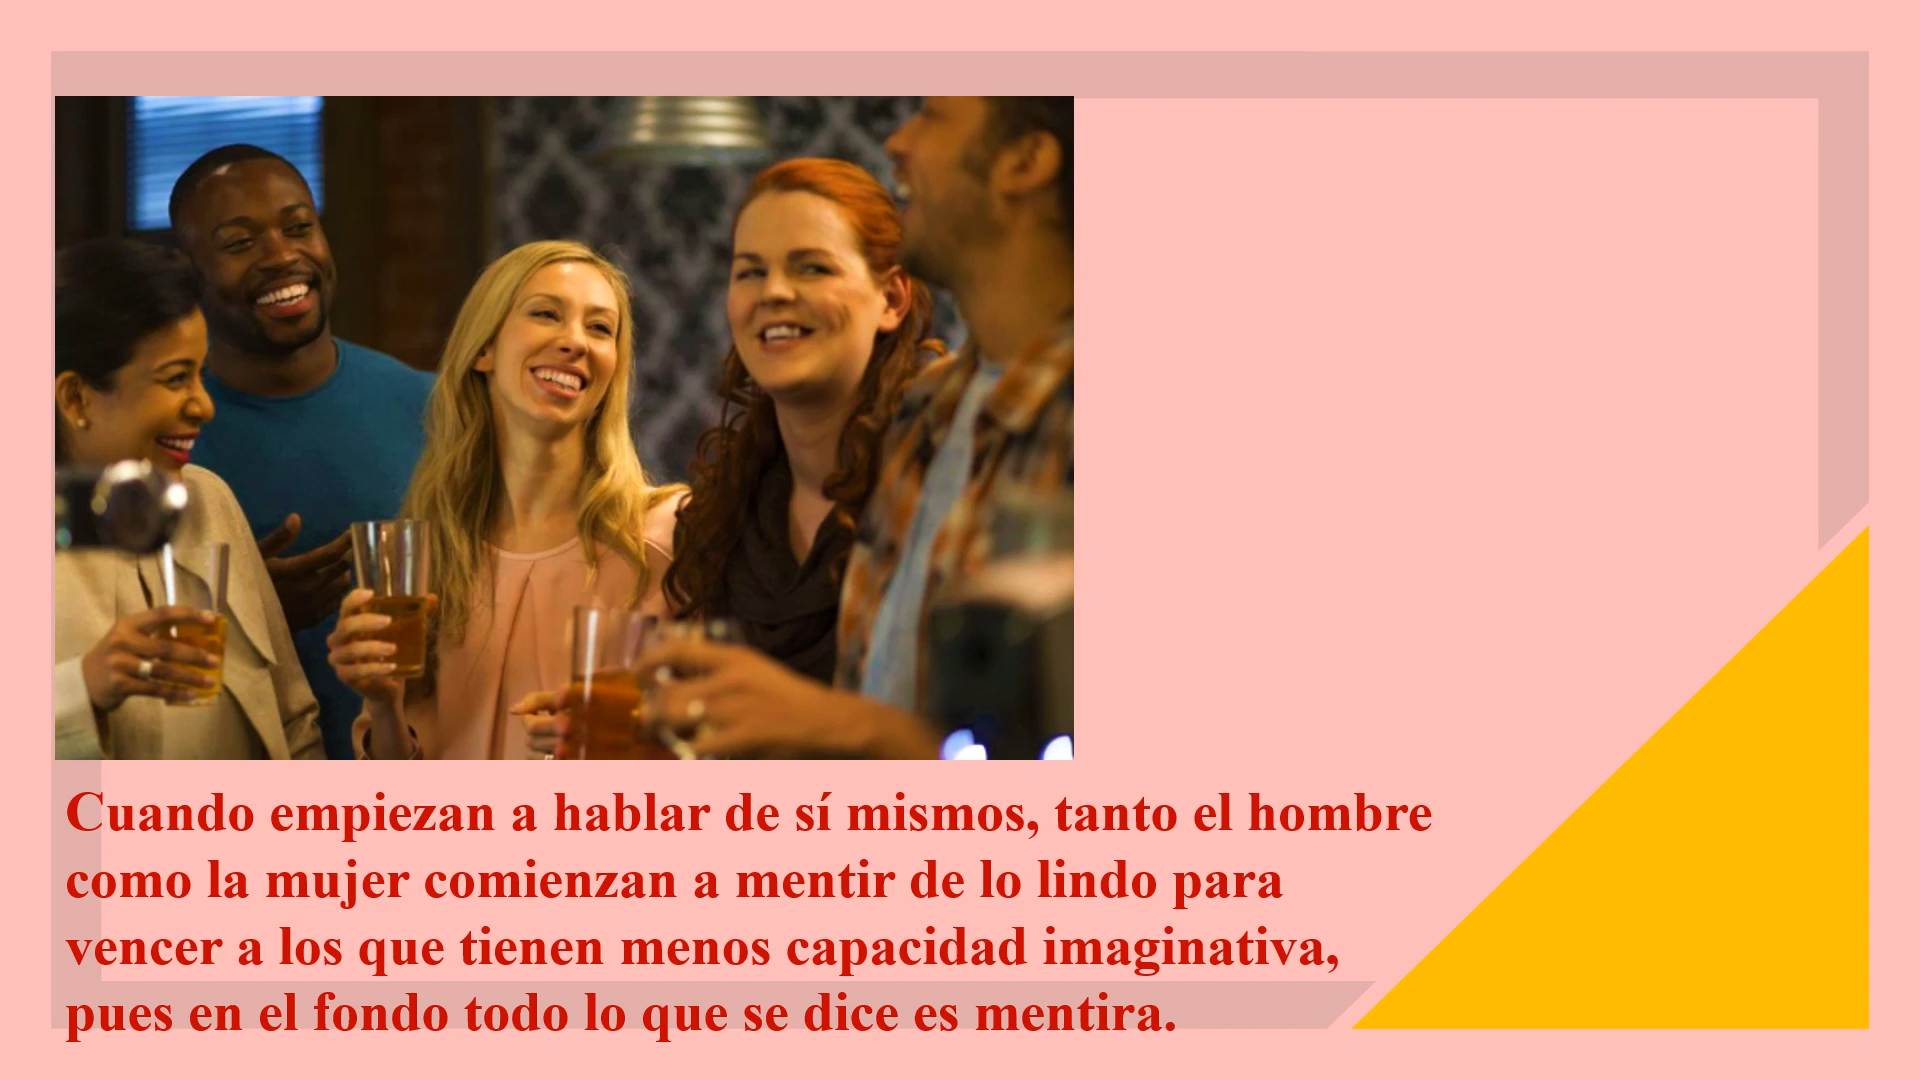 Cuando empiezan a hablar de sí mismos, tanto el hombre
como la mujer comienzan a mentir de lo lindo para
vencer a los que tienen menos capacidad imaginativa,
pues en el fondo todo lo que se dice es mentira.